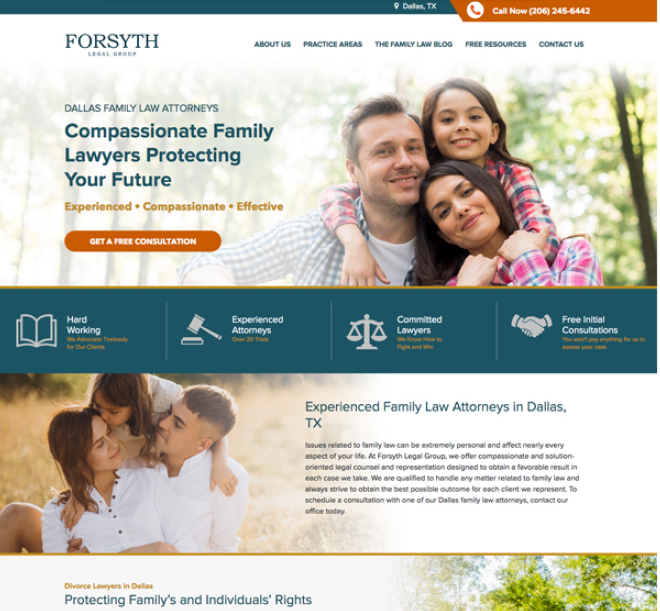 Dallas, TX
Call Now (206) 245-6442
FORSYTH
LEGAL GROUP
ABOUT US PRACTICE AREAS THE FAMILY LAW BLOG FREE RESOURCES CONTACT US
DALLAS FAMILY LAW ATTORNEYS
Compassionate Family
Lawyers Protecting
Your Future
Experienced • Compassionate • Effective
GET A FREE CONSULTATION
Hard
Working
We Advocate Tirelessly
for Our Clients
Experienced
Attorneys
Over 20 Trials
Committed
Lawyers
We Know How to
Fight and Win
Free Initial
Consultations
You won't pay anything for us to
assess your case
Experienced Family Law Attorneys in Dallas,
TX
Issues related to family law can be extremely personal and affect nearly every
aspect of your life. At Forsyth Legal Group, we offer compassionate and solution-
oriented legal counsel and representation designed to obtain a favorable result in
each case we take. We are qualified to handle any matter related to family law and
always strive to obtain the best possible outcome for each client we represent. To
schedule a consultation with one of our Dallas family law attorneys, contact our
office today.
Divorce Lawyers in Dallas
Protecting Family's and Individuals' Rights